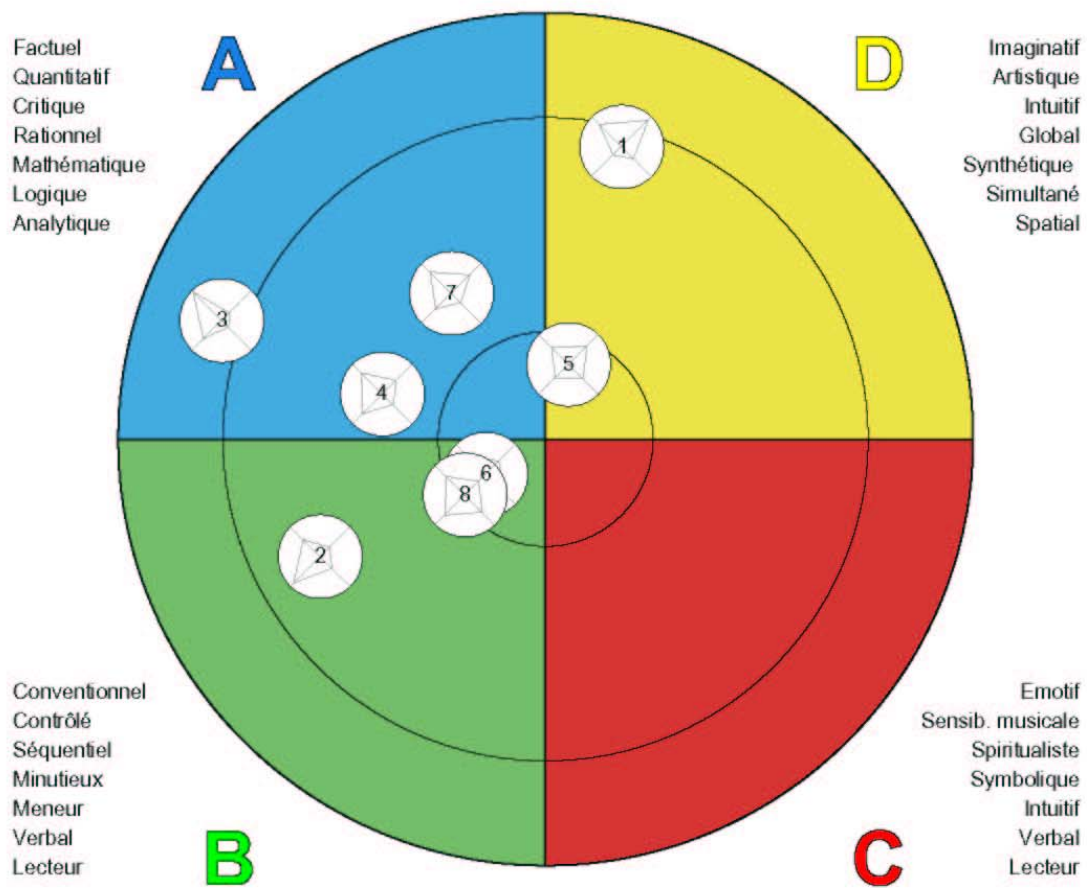 A
Factuel
Quantitatif
Critique
Rationnel
Mathématique
Logique
Analytique
D
Imaginatif
Artistique
Intuitif
Global
Synthétique
Simultané
Spatial
1
7
3
5
4
6
8
2
Conventionnel
Contrôlé
Séquentiel
Minutieux
Meneur
Verbal
Lecteur
B
Emotif
Sensib. musicale
Spiritualiste
Symbolique
Intuitif
Verbal
Lecteur
C